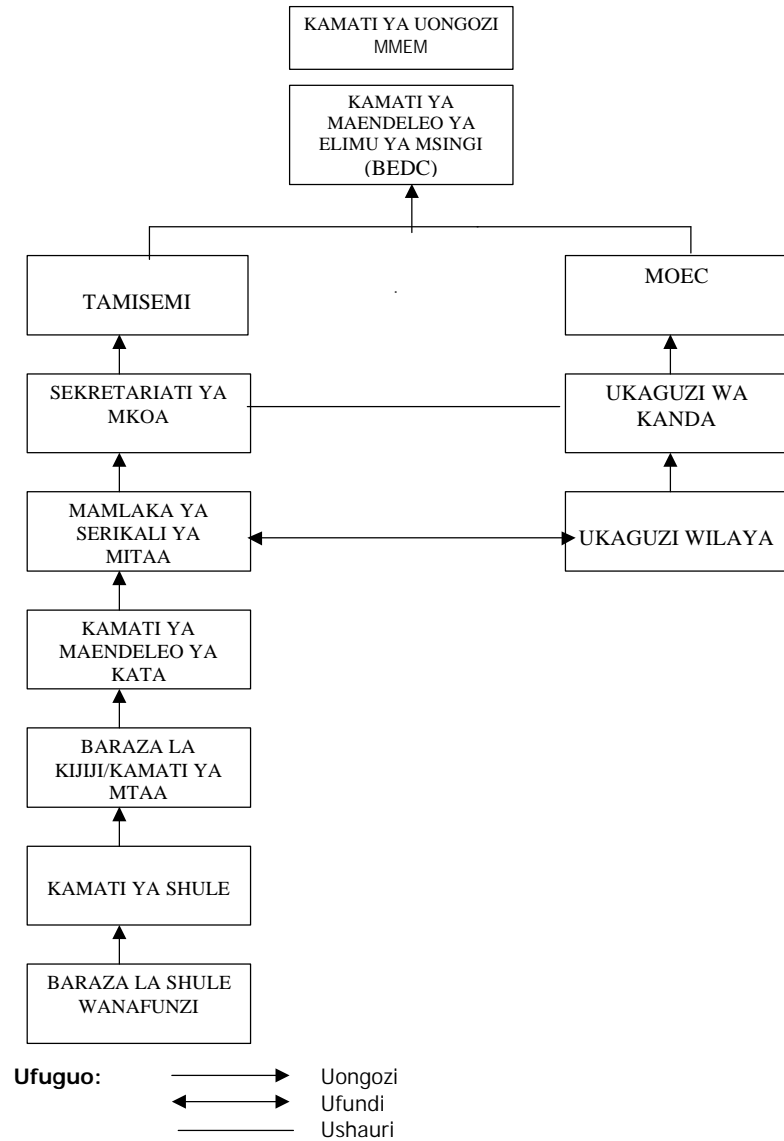 KAMATI YA UONGOZI
MMEM
KAMATI YA
MAENDELEO YA
ELIMU YA MSINGI
(BEDC)
TAMISEMI
MOEC
SEKRETARIATI YA
MKOA
UKAGUZI WA
KANDA
MAMLAKA YA
SERIKALI YA
MITAA
UKAGUZI WILAYA
KAMATI YA
MAENDELEO YA
KATA
BARAZA LA
KIJIJI/KAMATI YA
MTAA
KAMATI YA SHULE
BARAZA LA SHULE
WANAFUNZI
Ufuguo:
Uongozi
Ufundi
Ushauri